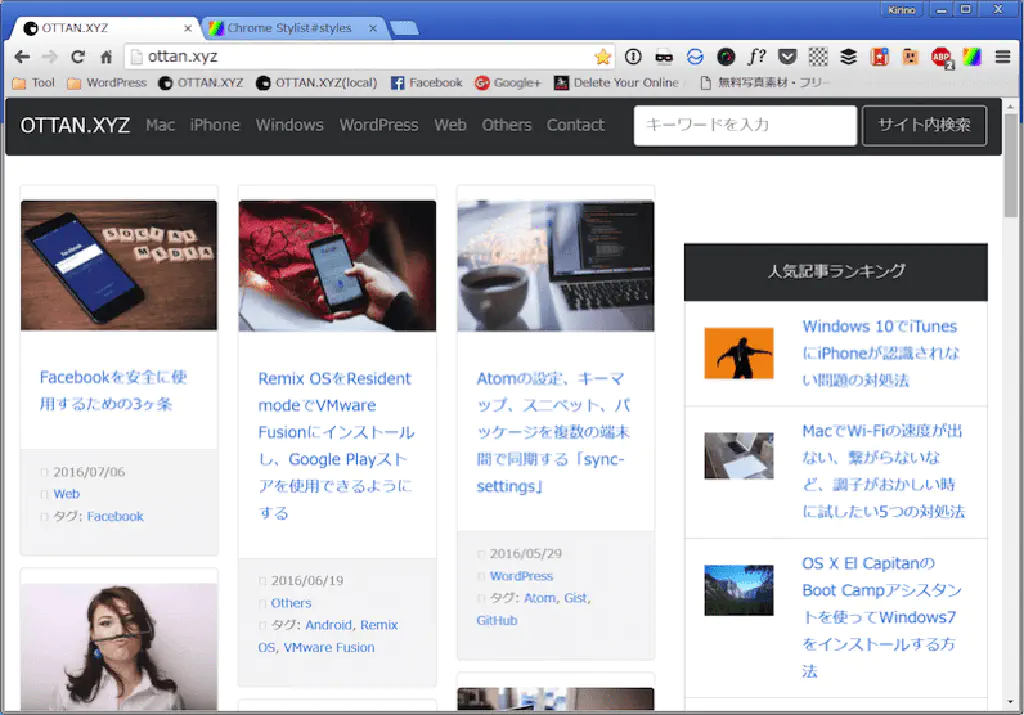 Kirino
OTTAN.XYZ
Chrome Stylist#styles
ottan.xyz
f?
ABP
2
Tool
WordPress
OTTAN.XYZ
OTTAN.XYZ(local)
Facebook
Google+
Delete Your Online
無料写真素材・フリー
OTTAN.XYZ
Mac
iPhone
Windows
WordPress
Web
Others
Contact
キーワードを入力
サイト内検索
SOCIAL
MEDIA
facebook
Facebookを安全に使
用するための3ヶ条
2016/07/06
Web
タグ: Facebook
Remix OSをResident
modeでVMware
Fusionにインストール
し、Google Playスト
アを使用できるように
する
2016/06/19
Others
タグ: Android, Remix
OS, VMware Fusion
Atomの設定、キーマ
ップ、スニペット、パ
ッケージを複数の端末
間で同期する「sync-
settings」
2016/05/29
WordPress
タグ: Atom, Gist,
GitHub
人気記事ランキング
Windows 10でiTunes
にiPhoneが認識されな
い問題の対処法
MacでWi-Fiの速度が出
ない、繋がらないな
ど、調子がおかしい時
に試したい5つの対処法
OS X El Capitanの
Boot Campアシスタン
トを使ってWindows7
をインストールする方
法